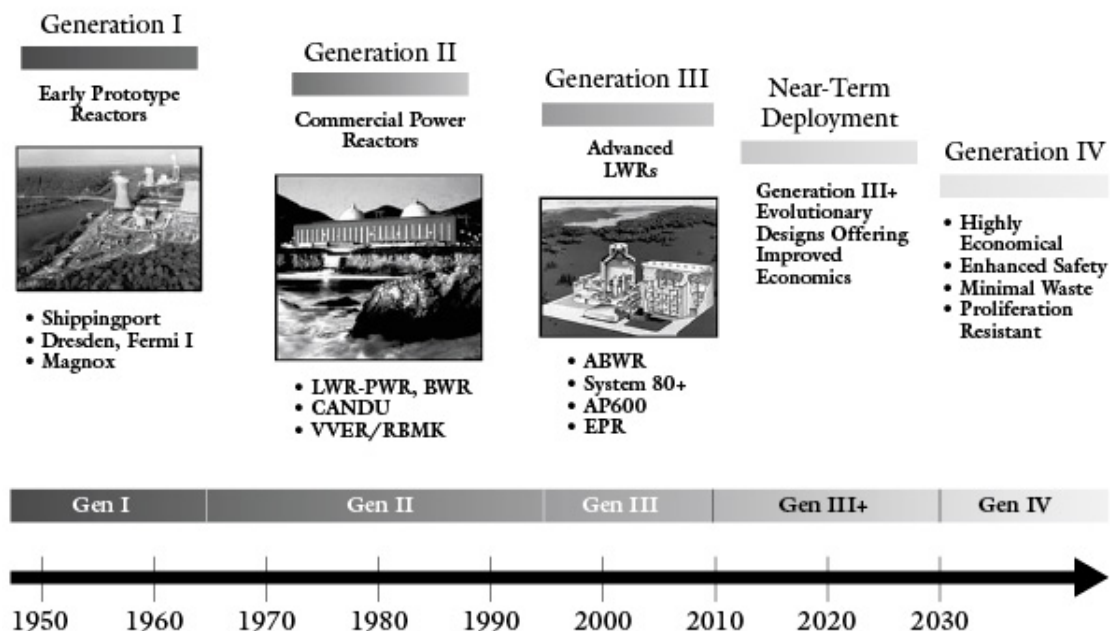 Generation I
Early Prototype
Reactors
• Shippingport
• Dresden, Fermi I
• Magnox
Generation II
Commercial Power
Reactors
• LWR-PWR, BWR
• CANDU
• VVER/RBMK
Generation III
Advanced
LWRs
• ABWR
• System 80+
• AP600
• EPR
Near-Term
Deployment
Generation III+
Evolutionary
Designs Offering
Improved
Economics
Generation IV
• Highly
Economical
• Enhanced Safety
• Minimal Waste
• Proliferation
Resistant
Gen I
Gen II
Gen III
Gen III+
Gen IV
1950
1960
1970
1980
1990
2000
2010
2020
2030